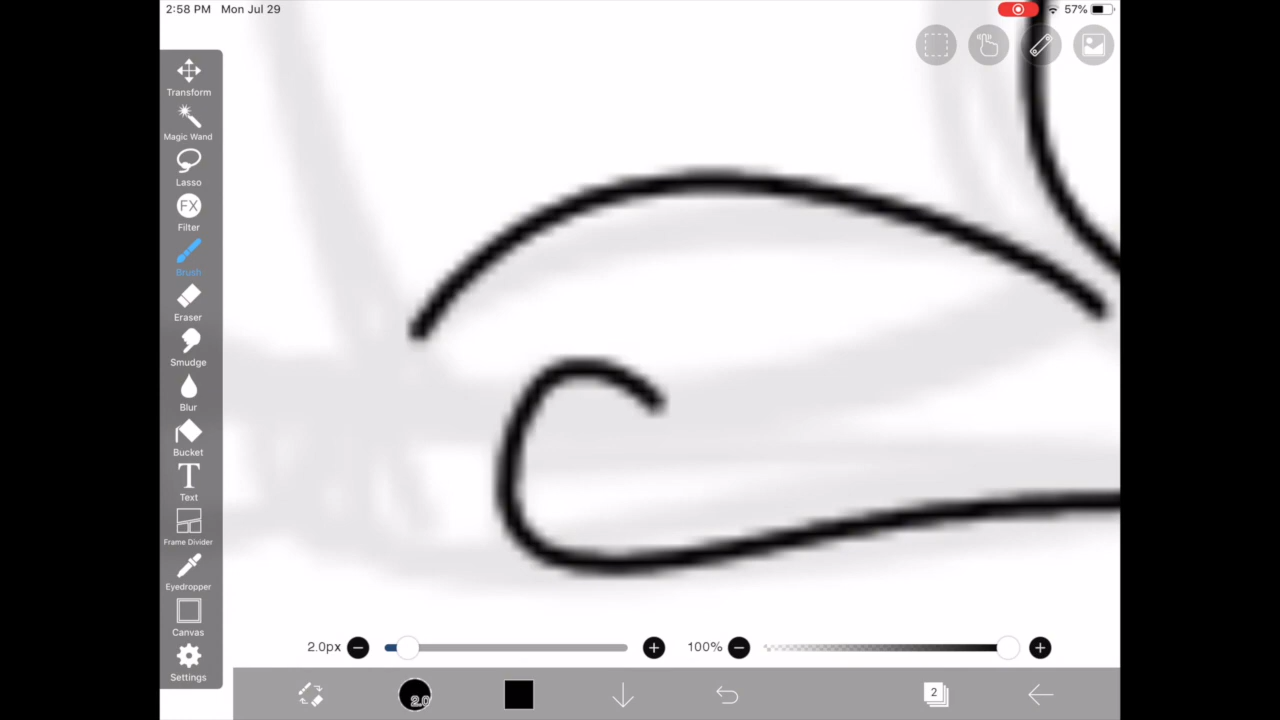 2:58 PM Mon Jul 29
57%
Transform
Magic Wand
Lasso
FX
Filter
Brush
Eraser
Smudge
Blur
Bucket
T
Text
Frame Divider
Eyedropper
Canvas
Settings
2.0px
100%
2.0
2